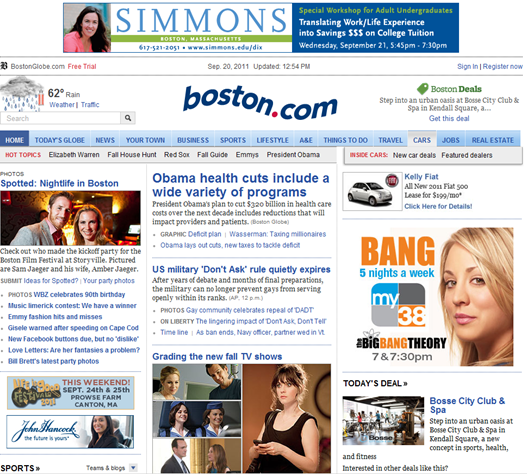 SIMMONS
BOSTON, MASSACHUSETTS
617-521-2051 • www.simmons.edu/dix
Special Workshop for Adult Undergraduates
Translating Work/Life Experience
into Savings $$$ on College Tuition
Wednesday, September 21, 5:45pm - 7:30pm
B BostonGlobe.com Free Trial
Sep. 20, 2011 Updated: 12:54 PM
Sign In | Register now
62° Rain
Weather | Traffic
Search
boston.com
Boston Deals
Step into an urban oasis at Bosse City Club &
Spa in Kendall Square, a...
Get this deal
HOME TODAY'S GLOBE NEWS YOUR TOWN BUSINESS SPORTS LIFESTYLE A&E THINGS TO DO TRAVEL CARS JOBS REAL ESTATE
HOT TOPICS Elizabeth Warren Fall House Hunt Red Sox Fall Guide Emmys President Obama
INSIDE CARS: New car deals Featured dealers
PHOTOS
Spotted: Nightlife in Boston
Check out who made the kickoff party for the
Boston Film Festival at Storyville. Pictured
are Sam Jaeger and his wife, Amber Jaeger.
SUBMIT Ideas for Spotted? | Your party photos
PHOTOS WBZ celebrates 90th birthday
Music limerick contest: We have a winner
Emmy fashion hits and misses
Gisele warned after speeding on Cape Cod
New Facebook buttons due, but no 'dislike'
Love Letters: Are her fantasies a problem?
Bill Brett's latest party photos
THIS WEEKEND!
SEPT. 24th & 25th
PROWSE FARM
CANTON, MA
John Hancock
the future is yours
SPORTS »
Teams & blogs
Obama health cuts include a
wide variety of programs
President Obama's plan to cut $320 billion in health care
costs over the next decade includes reductions that will
impact providers and patients. (Boston Globe)
GRAPHIC Deficit plan | Wasserman: Taxing millionaires
Obama lays out cuts, new taxes to tackle deficit
US military 'Don't Ask' rule quietly expires
After years of debate and months of final preparations,
the military can no longer prevent gays from serving
openly within its ranks. (AP, 12 p.m.)
PHOTOS Gay community celebrates repeal of 'DADT'
ON LIBERTY The lingering impact of 'Don't Ask, Don't Tell'
Time line | As ban ends, Navy officer, partner wed in Vt.
Grading the new fall TV shows
Kelly Fiat
All New 2012 Fiat 500
Lease for $199/mo*
Click Here for Details!
BANG
5 nights a week
my
38
the BIG BANG THEORY
7 & 7:30pm
TODAY'S DEAL »
Bosse City Club &
Spa
Step into an urban oasis at
Bosse City Club & Spa in
Kendall Square, a new
concept in sports, health,
and fitness
Interested in other deals like this?
Bosse